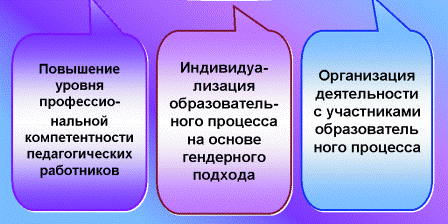 Повышение
уровня
профессио-
нальной
компетентности
педагогических
работников
Индивидуа-
лизация
образователь-
ного процесса
на основе
гендерного
подхода
Организация
деятельности
с участниками
образователь
ного процесса